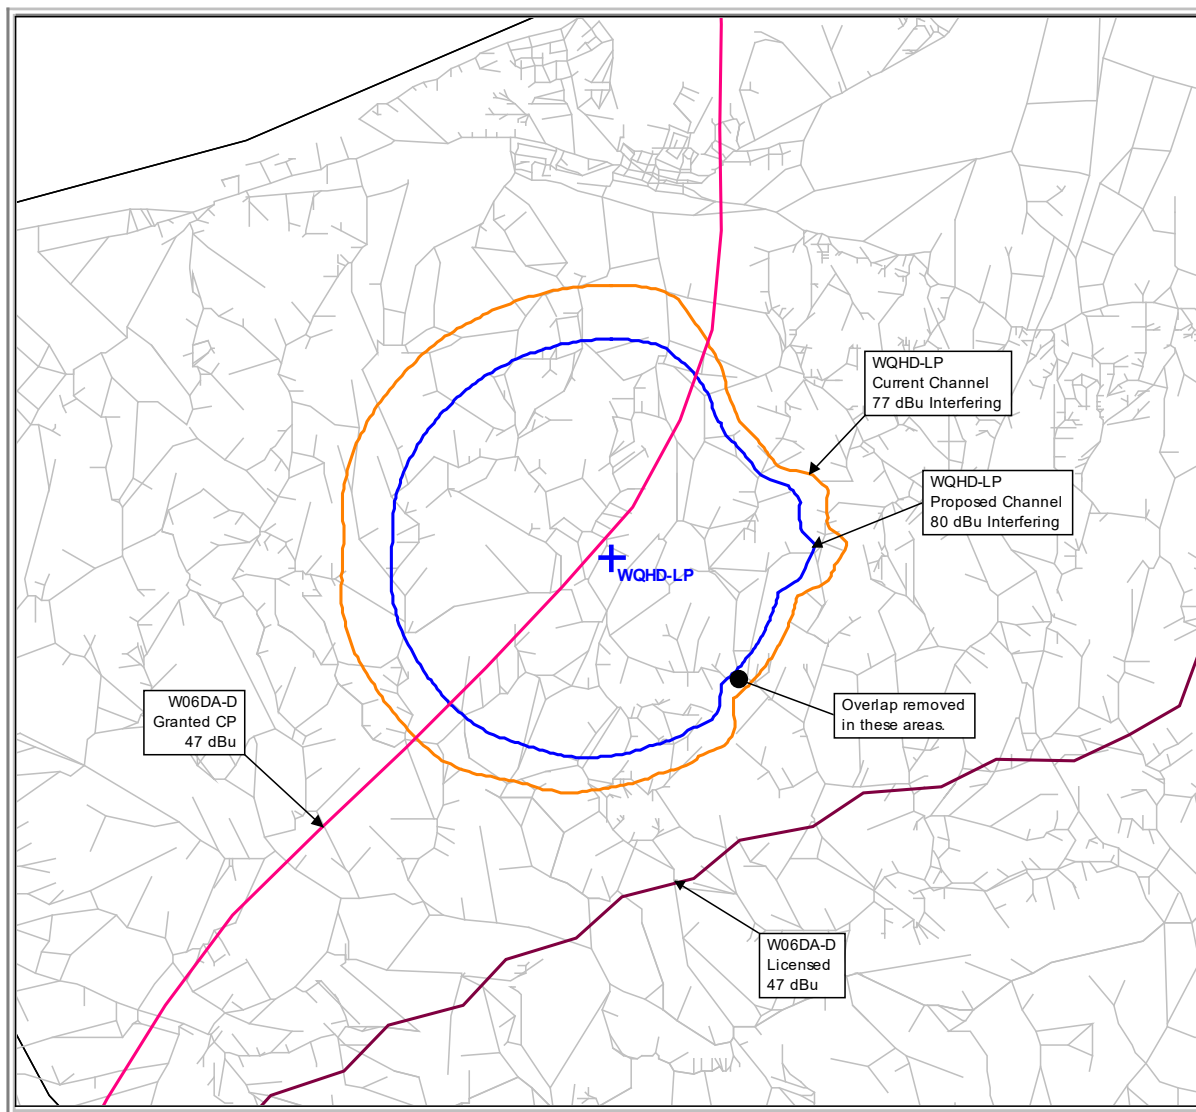 WQHD-LP
Current Channel
77 dBu Interfering
WQHD-LP
Proposed Channel
80 dBu Interfering
WQHD-LP
W06DA-D
Granted CP
47 dBu
Overlap removed
in these areas.
W06DA-D
Licensed
47 dBu